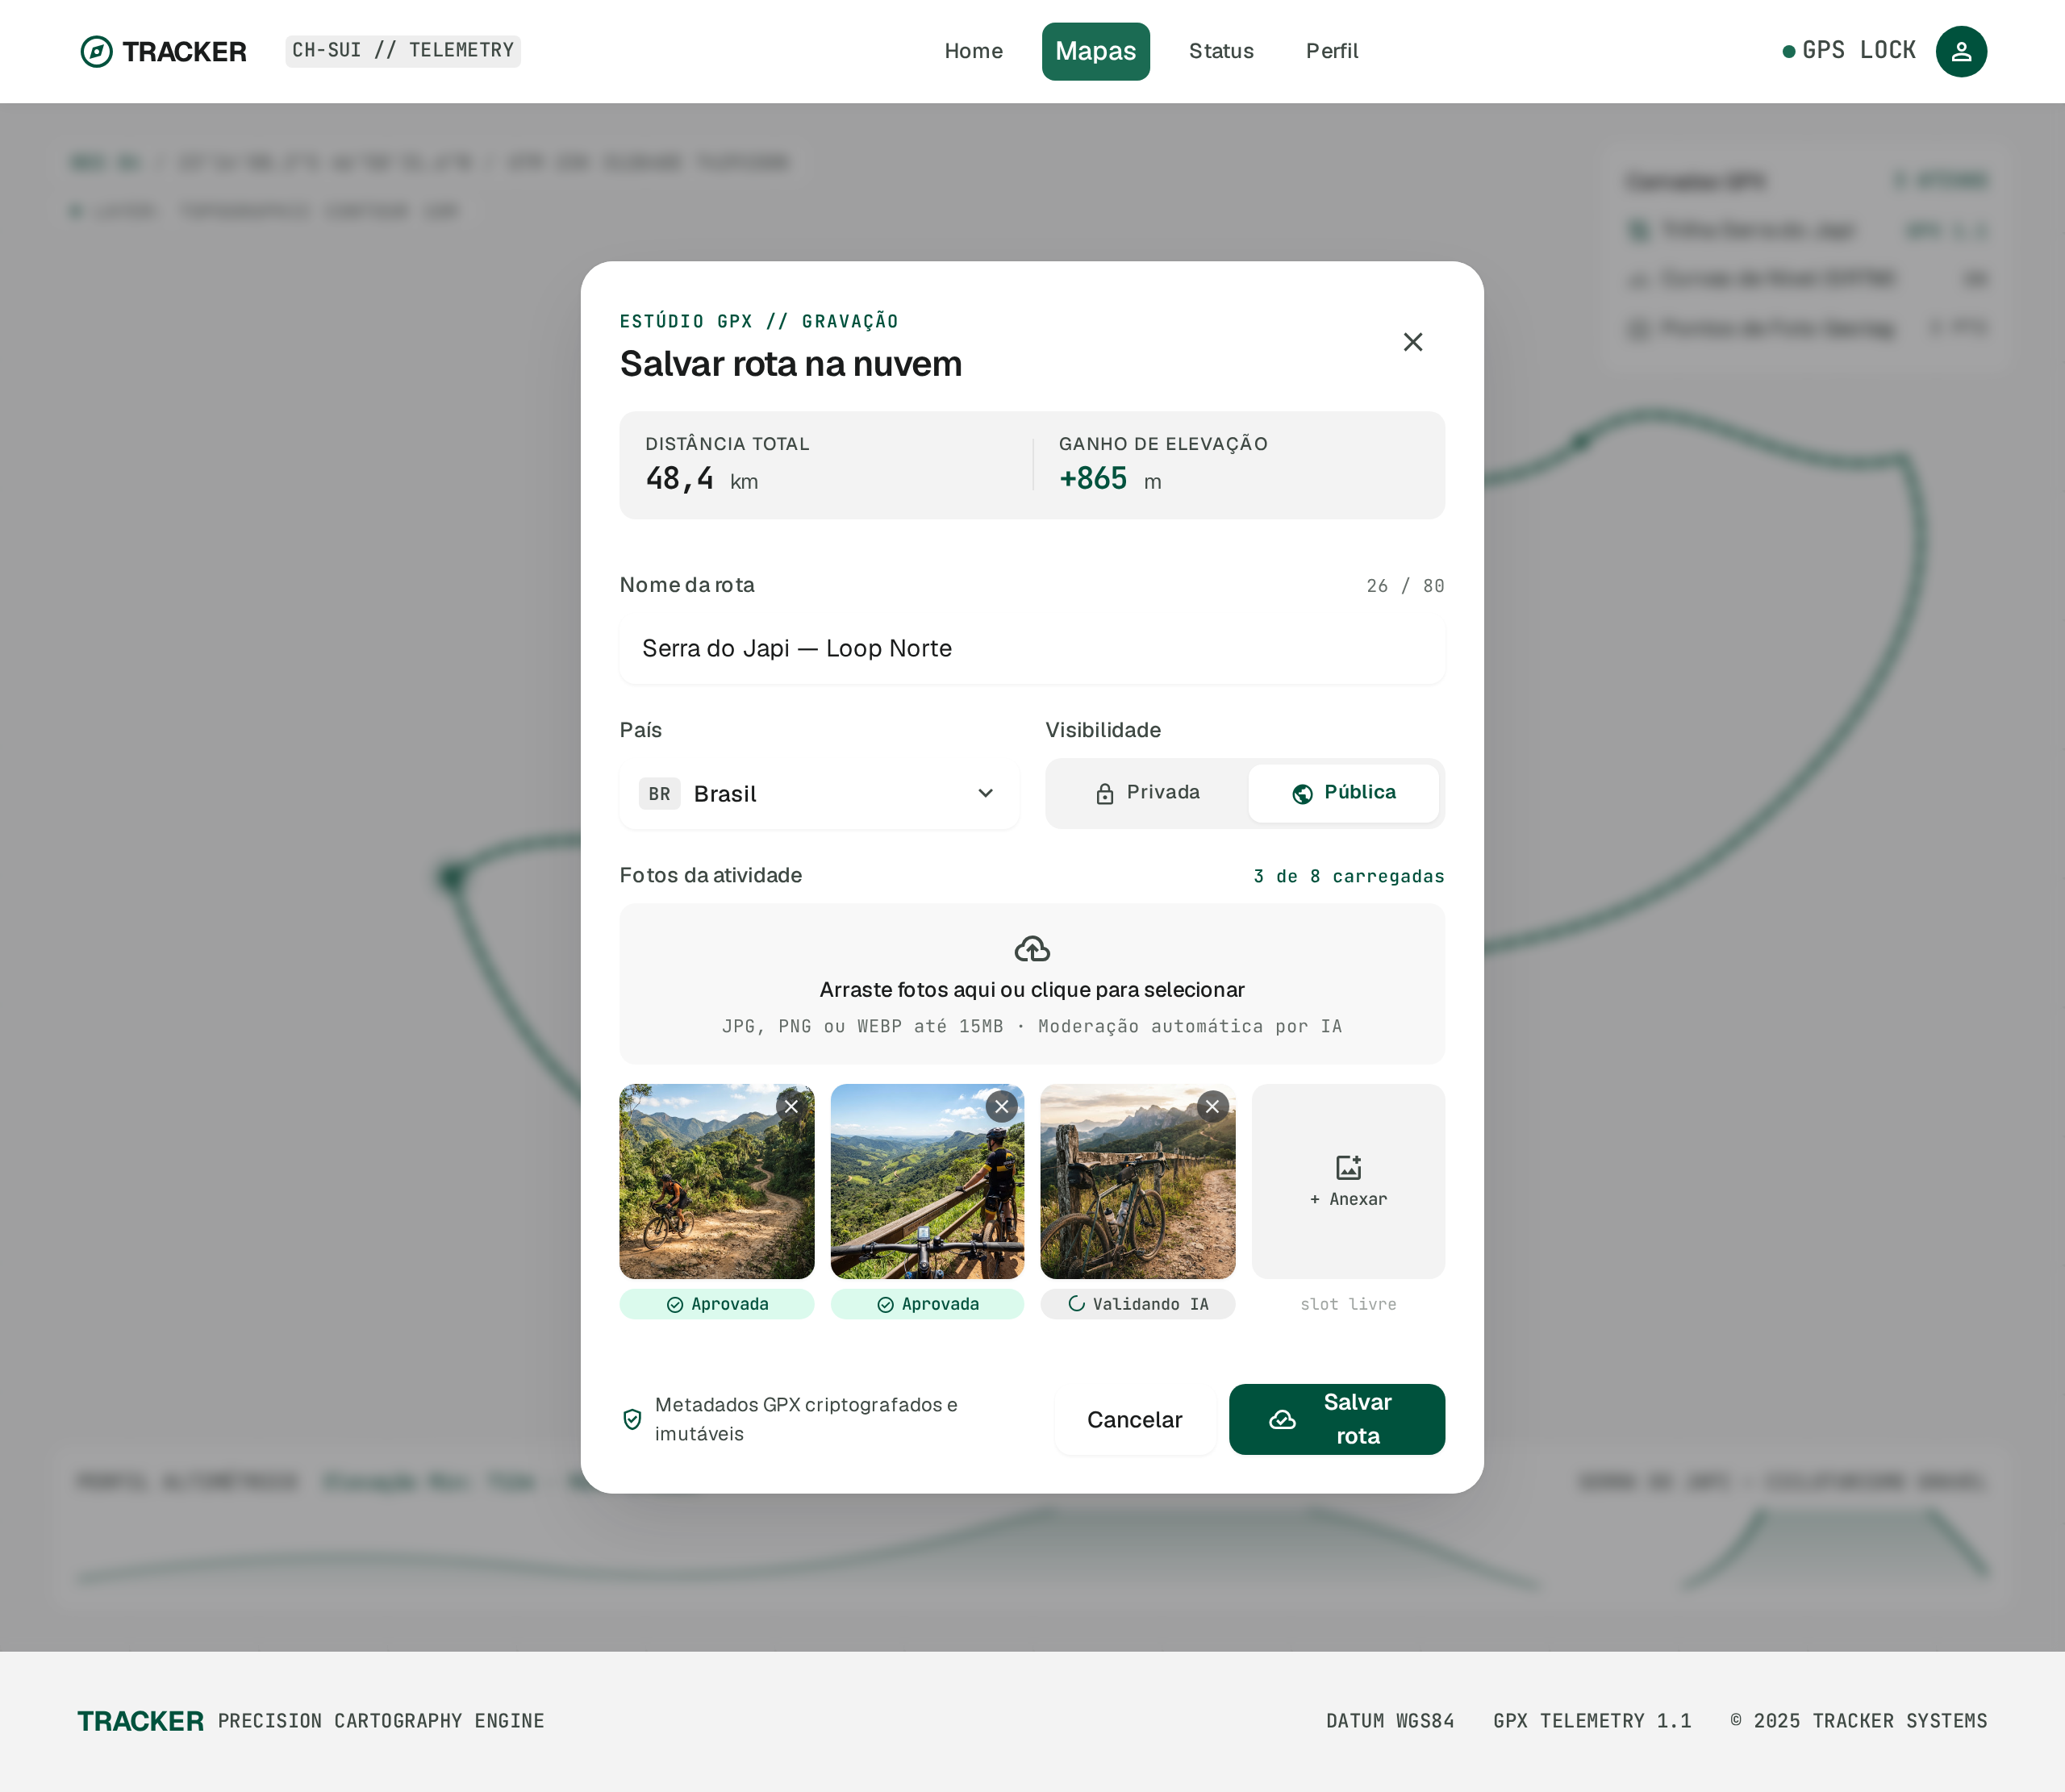 TRACKER
CH-SUI // TELEMETRY
Home
Mapas
Status
Perfil
GPS LOCK
ESTÚDIO GPX // GRAVAÇÃO
Salvar rota na nuvem
DISTÂNCIA TOTAL
48,4 km
GANHO DE ELEVAÇÃO
+865 m
Nome da rota
26 / 80
Serra do Japi — Loop Norte
País
BR Brasil
Visibilidade
Privada
Pública
Fotos da atividade
3 de 8 carregadas
Arraste fotos aqui ou clique para selecionar
JPG, PNG ou WEBP até 15MB · Moderação automática por IA
+ Anexar
Aprovada
Aprovada
Validando IA
slot livre
Metadados GPX criptografados e
imutáveis
Cancelar
Salvar
rota
TRACKER PRECISION CARTOGRAPHY ENGINE
DATUM WGS84
GPX TELEMETRY 1.1
© 2025 TRACKER SYSTEMS